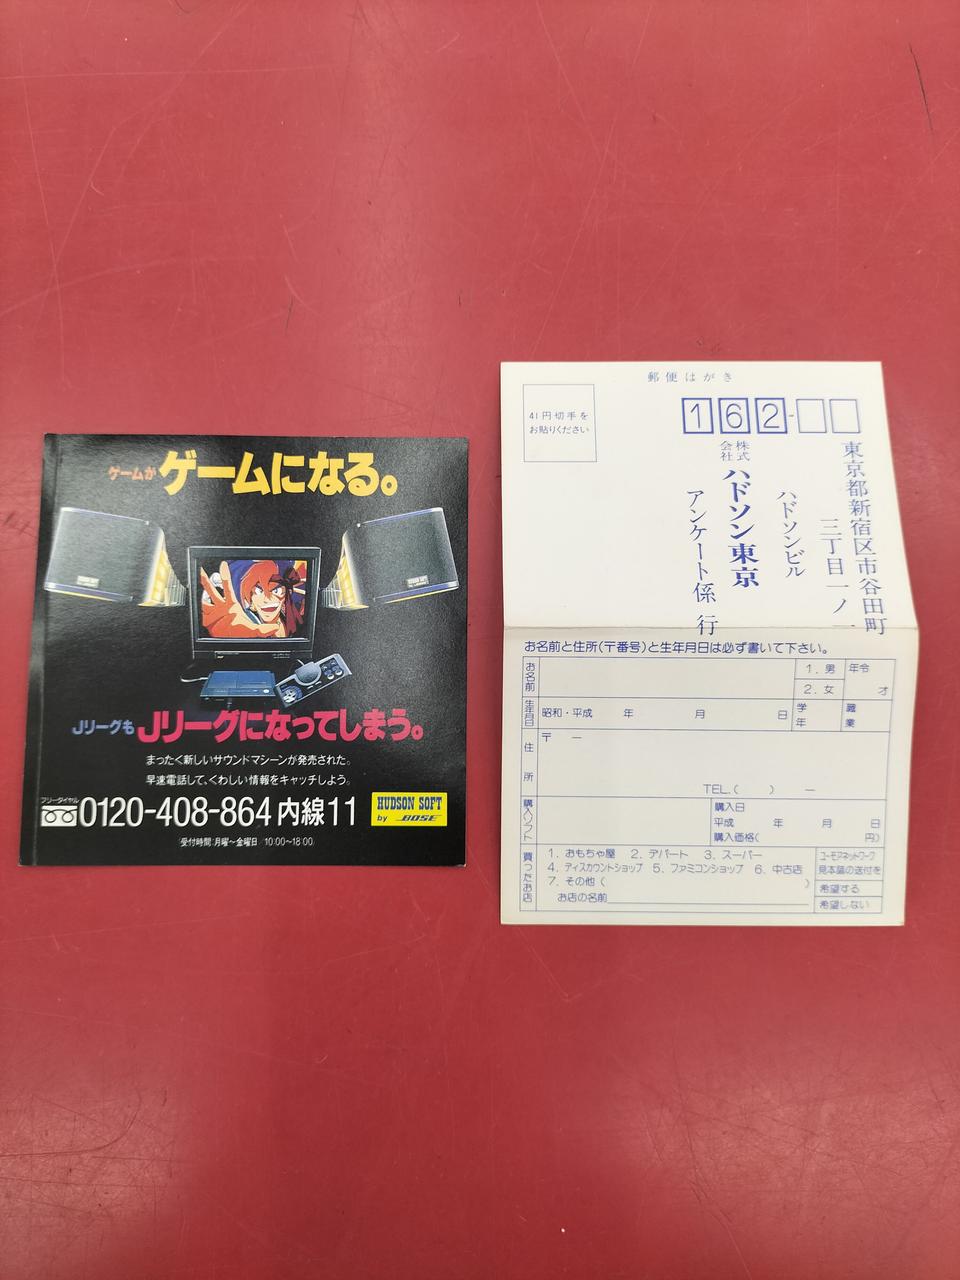 ゲームがゲームになる。
HUDSON SOFT
HUDSON SOFT
JリーグもJリーグになってしまう。
まったく新しいサウンドマシーンが発売された。
早速電話して、くわしい情報をキャッチしよう。
フリーダイヤル
0120-408-864 内線11
HUDSON SOFT
by BOSE
受付時間:月曜～金曜日/10:00～18:00
郵便はがき
41円切手を
お貼りください
162-
東京都新宿区市谷田町
三丁目一ノ一
ハドソンビル
株式会社 ハドソン東京
アンケート係 行
お名前と住所(〒番号)と生年月日は必ず書いて下さい。
お名前
1. 男
2. 女
年令
才
生年月日
昭和・平成 年 月 日
学年
職業
住所
〒 ー
TEL.( ) ー
購入ソフト
購入日
平成 年 月 日
購入価格( 円)
買ったお店
1. おもちゃ屋 2. デパート 3. スーパー
4. ディスカウントショップ 5. ファミコンショップ 6. 中古店
7. その他( )
お店の名前
ユーモアネットワーク
見本誌の送付を
希望する
希望しない